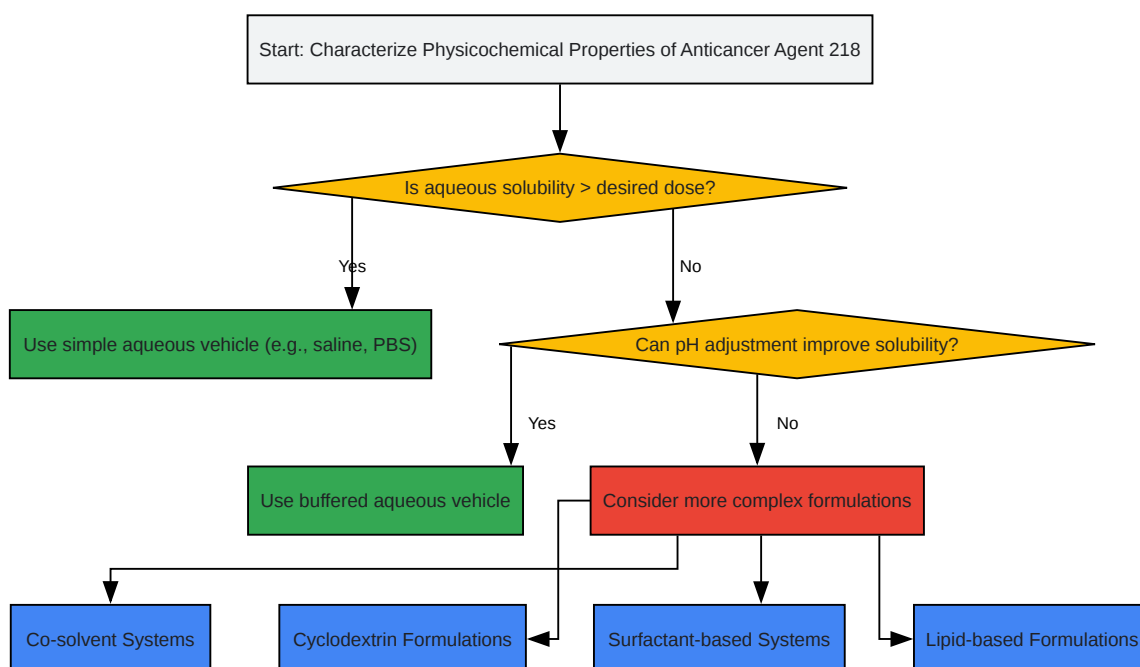 Start: Characterize Physicochemical Properties of Anticancer Agent 218
Is aqueous solubility > desired dose?
Yes
No
Use simple aqueous vehicle (e.g., saline, PBS)
Can pH adjustment improve solubility?
Yes
No
Use buffered aqueous vehicle
Consider more complex formulations
Co-solvent Systems
Cyclodextrin Formulations
Surfactant-based Systems
Lipid-based Formulations